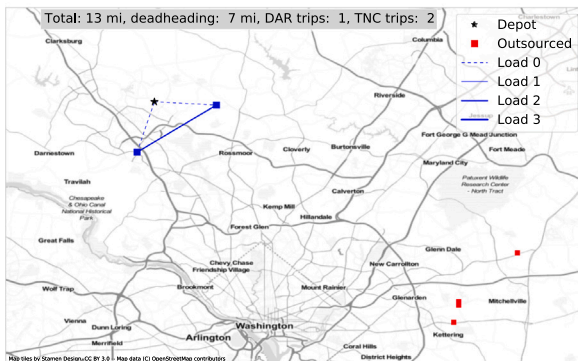 Total: 13 mi, deadheading: 7 mi, DAR trips: 1, TNC trips: 2
Depot
Outsourced
Load 0
Load 1
Load 2
Load 3
Clarksburg
Columbia
Riverside
Fort George G Mead Junction
Fort Meade
Maryland City
Burtonsville
Cloverly
Rossmoor
Darnestown
Travilah
Patuxent Wildlife
Research Center
- North Tract
Calverton
Chesapeake
& Ohio Canal
National Historical
Park
Kemp Mill
Hillandale
Forest Glen
Great Falls
Glenn Dale
Chevy Chase
Friendship Village
New Carrollton
Wolf Trap
Brookmont
Mount Rainier
Glenarden
Mitchellville
Vienna
Dunn Loring
Washington
Kettering
Merrifield
Arlington
Coral Hills
District Heights
Map tiles by Stamen Design, CC BY 3.0 -- Map data (C) OpenStreetMap contributors